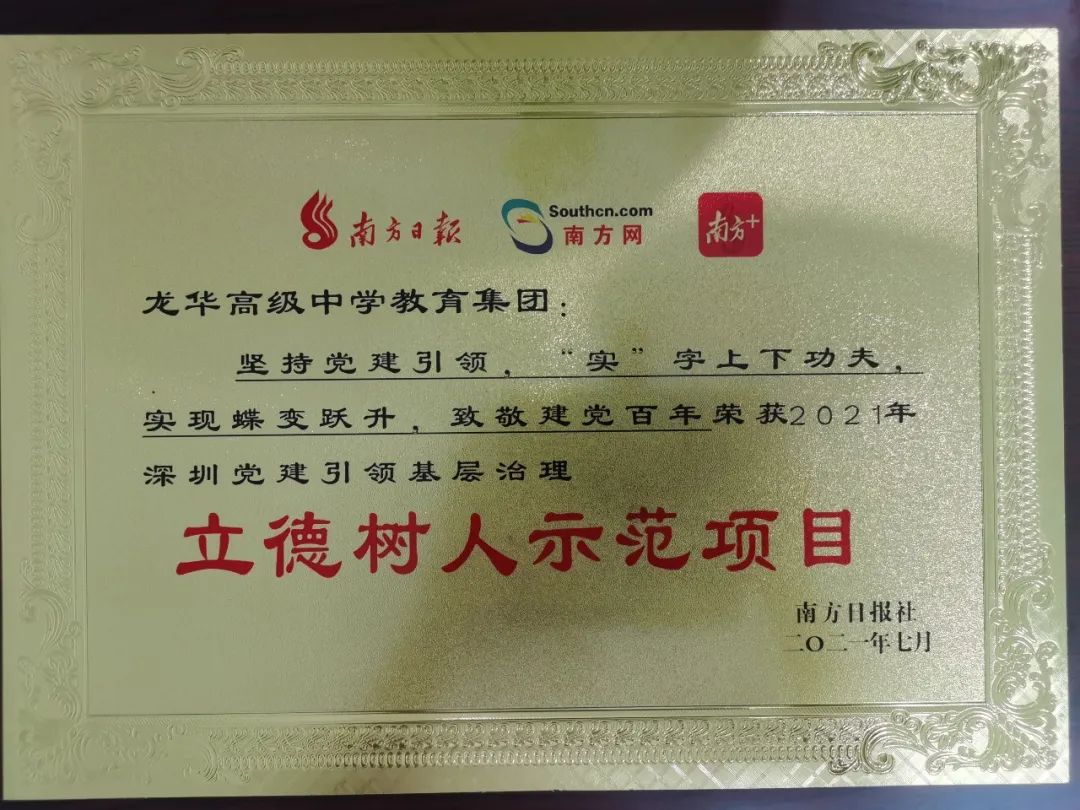 南方日报
Southcn.com
南方网
南方+
龙华高级中学教育集团：
坚持党建引领，“实”字上下功夫，
实现蝶变跃升，致敬建党百年荣获2021年
深圳党建引领基层治理
立德树人示范项目
南方日报社
二〇二一年七月